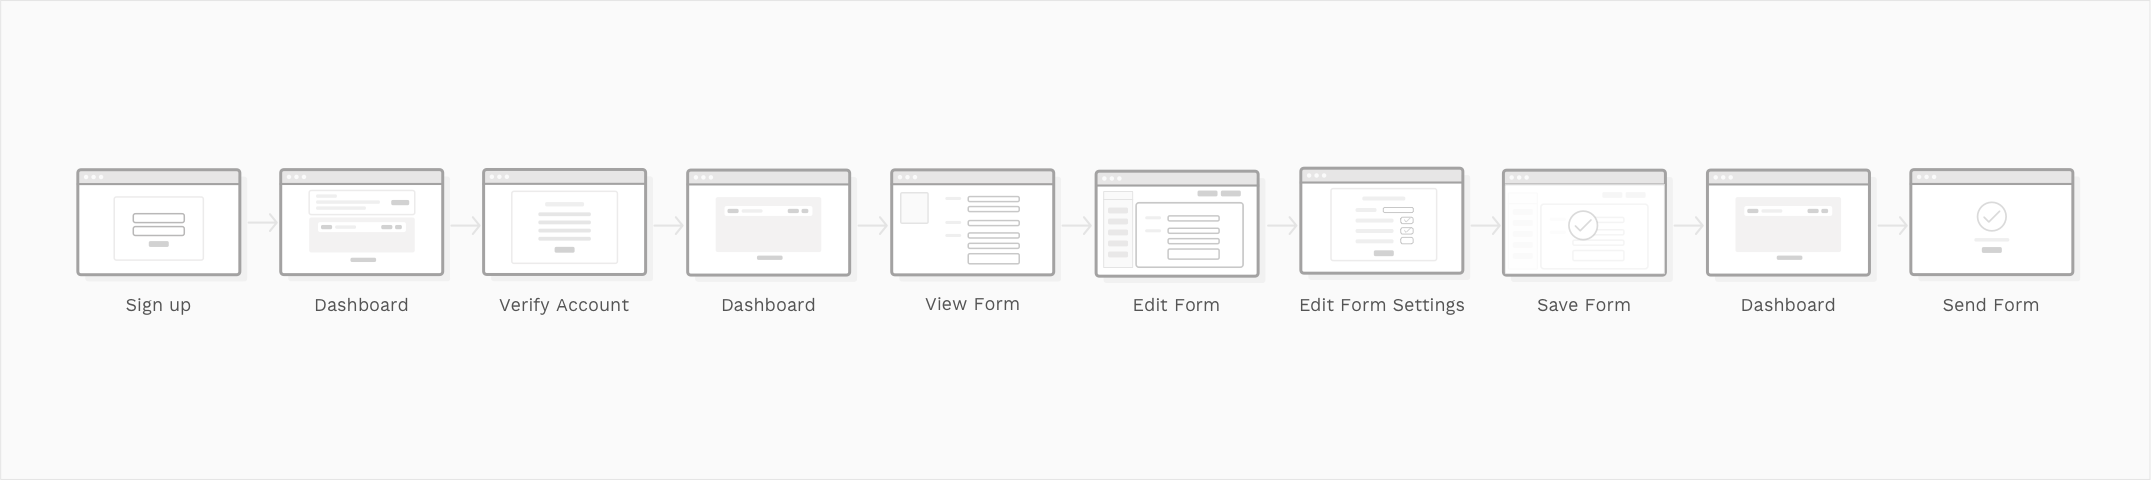 Sign up
Dashboard
Verify Account
Dashboard
View Form
Edit Form
Edit Form Settings
Save Form
Dashboard
Send Form